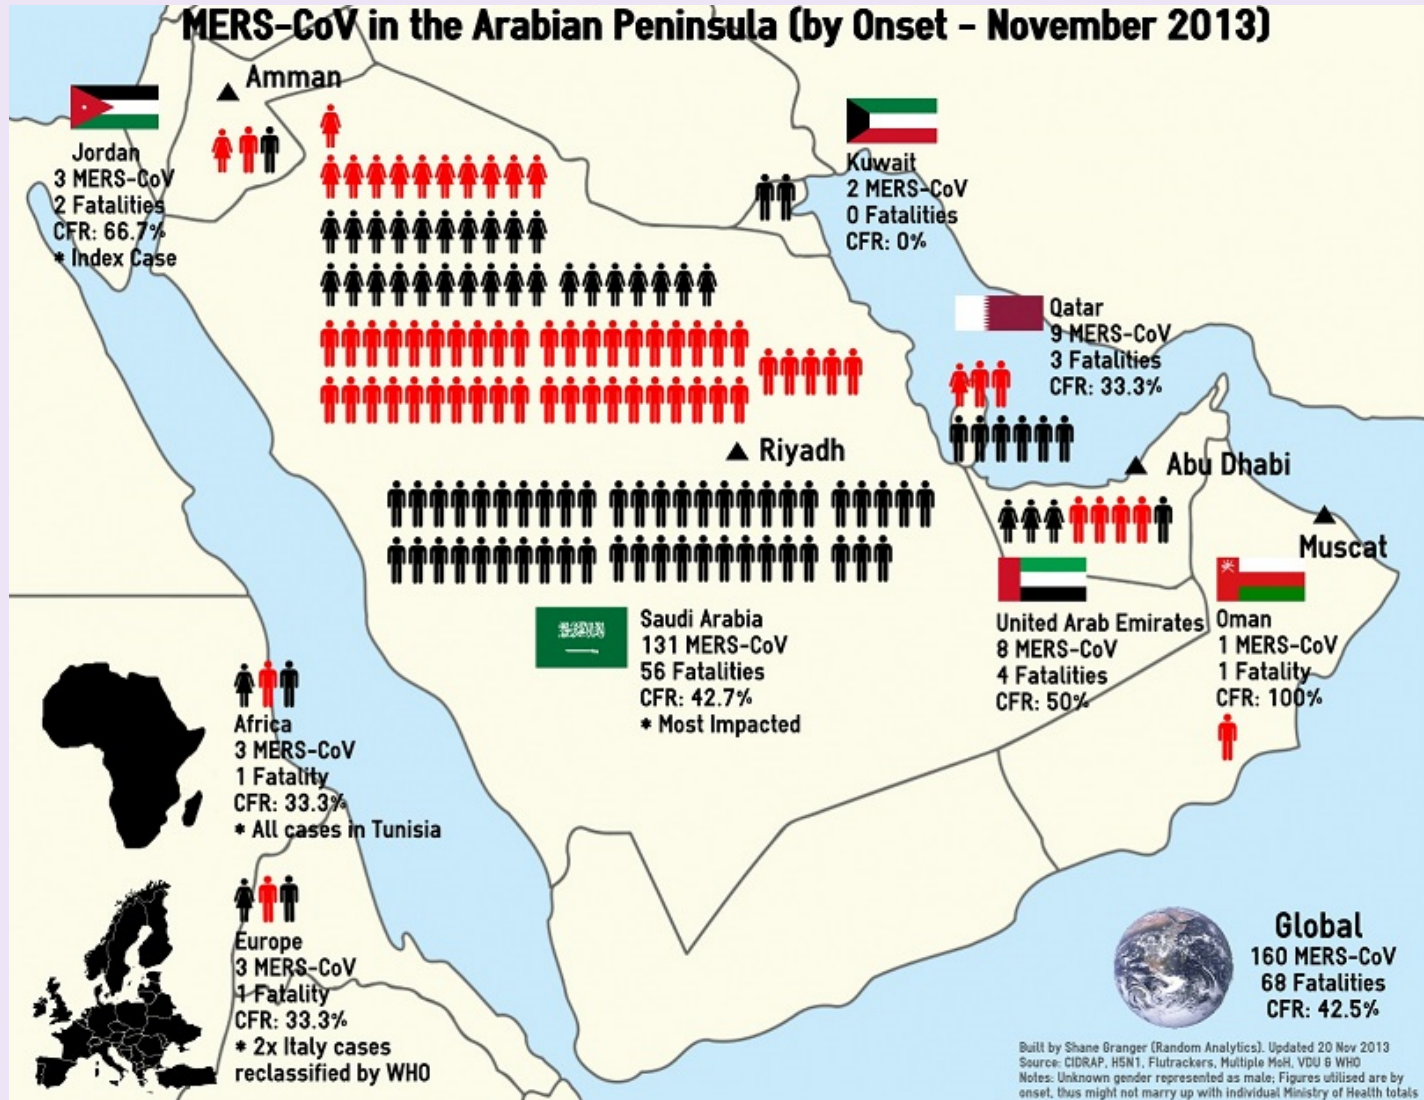 MERS-CoV in the Arabian Peninsula (by Onset - November 2013)
Amman
Jordan
3 MERS-CoV
2 Fatalities
CFR: 66.7%
* Index Case
Kuwait
2 MERS-CoV
0 Fatalities
CFR: 0%
Qatar
9 MERS-CoV
3 Fatalities
CFR: 33.3%
Riyadh
Abu Dhabi
Muscat
Saudi Arabia
131 MERS-CoV
56 Fatalities
CFR: 42.7%
* Most Impacted
United Arab Emirates
8 MERS-CoV
4 Fatalities
CFR: 50%
Oman
1 MERS-CoV
1 Fatality
CFR: 100%
Africa
3 MERS-CoV
1 Fatality
CFR: 33.3%
* All cases in Tunisia
Europe
3 MERS-CoV
1 Fatality
CFR: 33.3%
* 2x Italy cases
reclassified by WHO
Global
160 MERS-CoV
68 Fatalities
CFR: 42.5%
Built by Shane Granger (Random Analytics). Updated 20 Nov 2013
Source: CIDRAP, H5N1, Flutrackers, Multiple MoH, VDU & WHO
Notes: Unknown gender represented as male; Figures utilised are by
onset, thus might not marry up with individual Ministry of Health totals